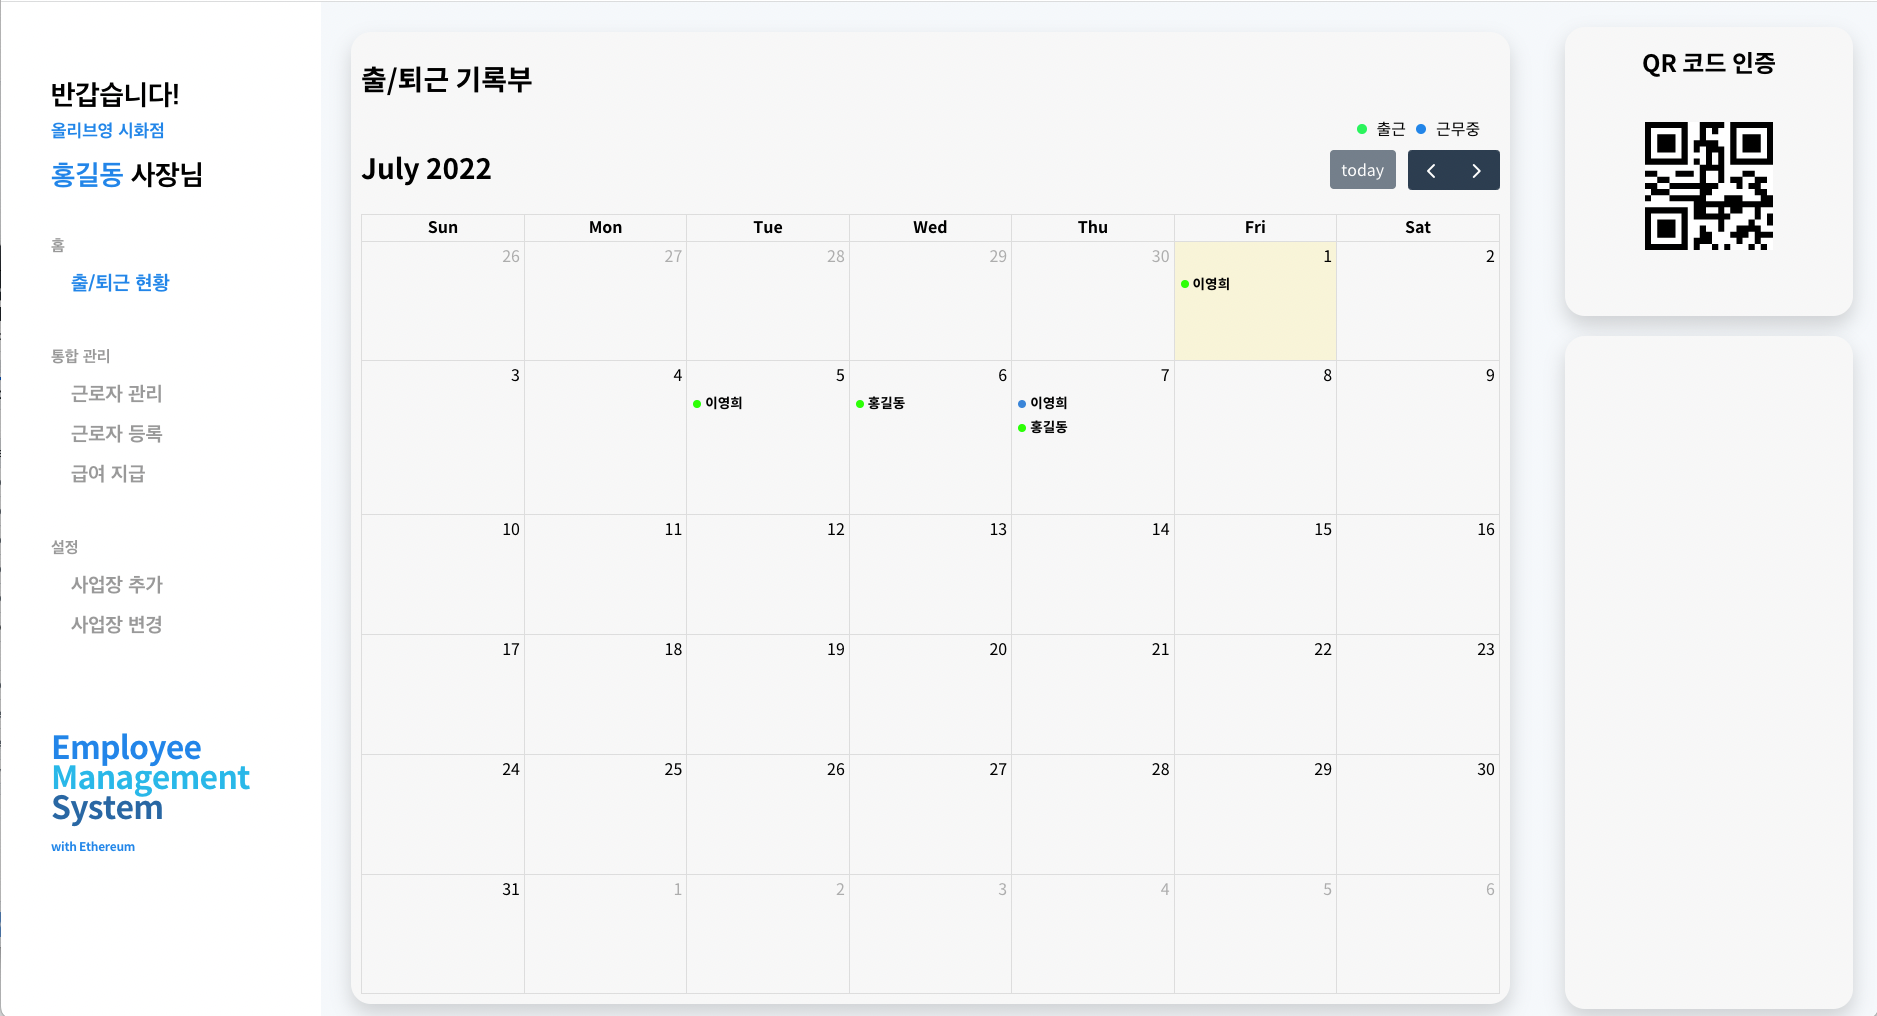 반갑습니다!
올리브영 시화점
홍길동 사장님
홈
출/퇴근 현황
통합 관리
근로자 관리
근로자 등록
급여 지급
설정
사업장 추가
사업장 변경
Employee
Management
System
with Ethereum
출/퇴근 기록부
출근 근무중
July 2022
today
Sun Mon Tue Wed Thu Fri Sat
26 27 28 29 30 1 2
이영희
3 4 5 6 7 8 9
이영희 홍길동 이영희
홍길동
10 11 12 13 14 15 16
17 18 19 20 21 22 23
24 25 26 27 28 29 30
31 1 2 3 4 5 6
QR 코드 인증